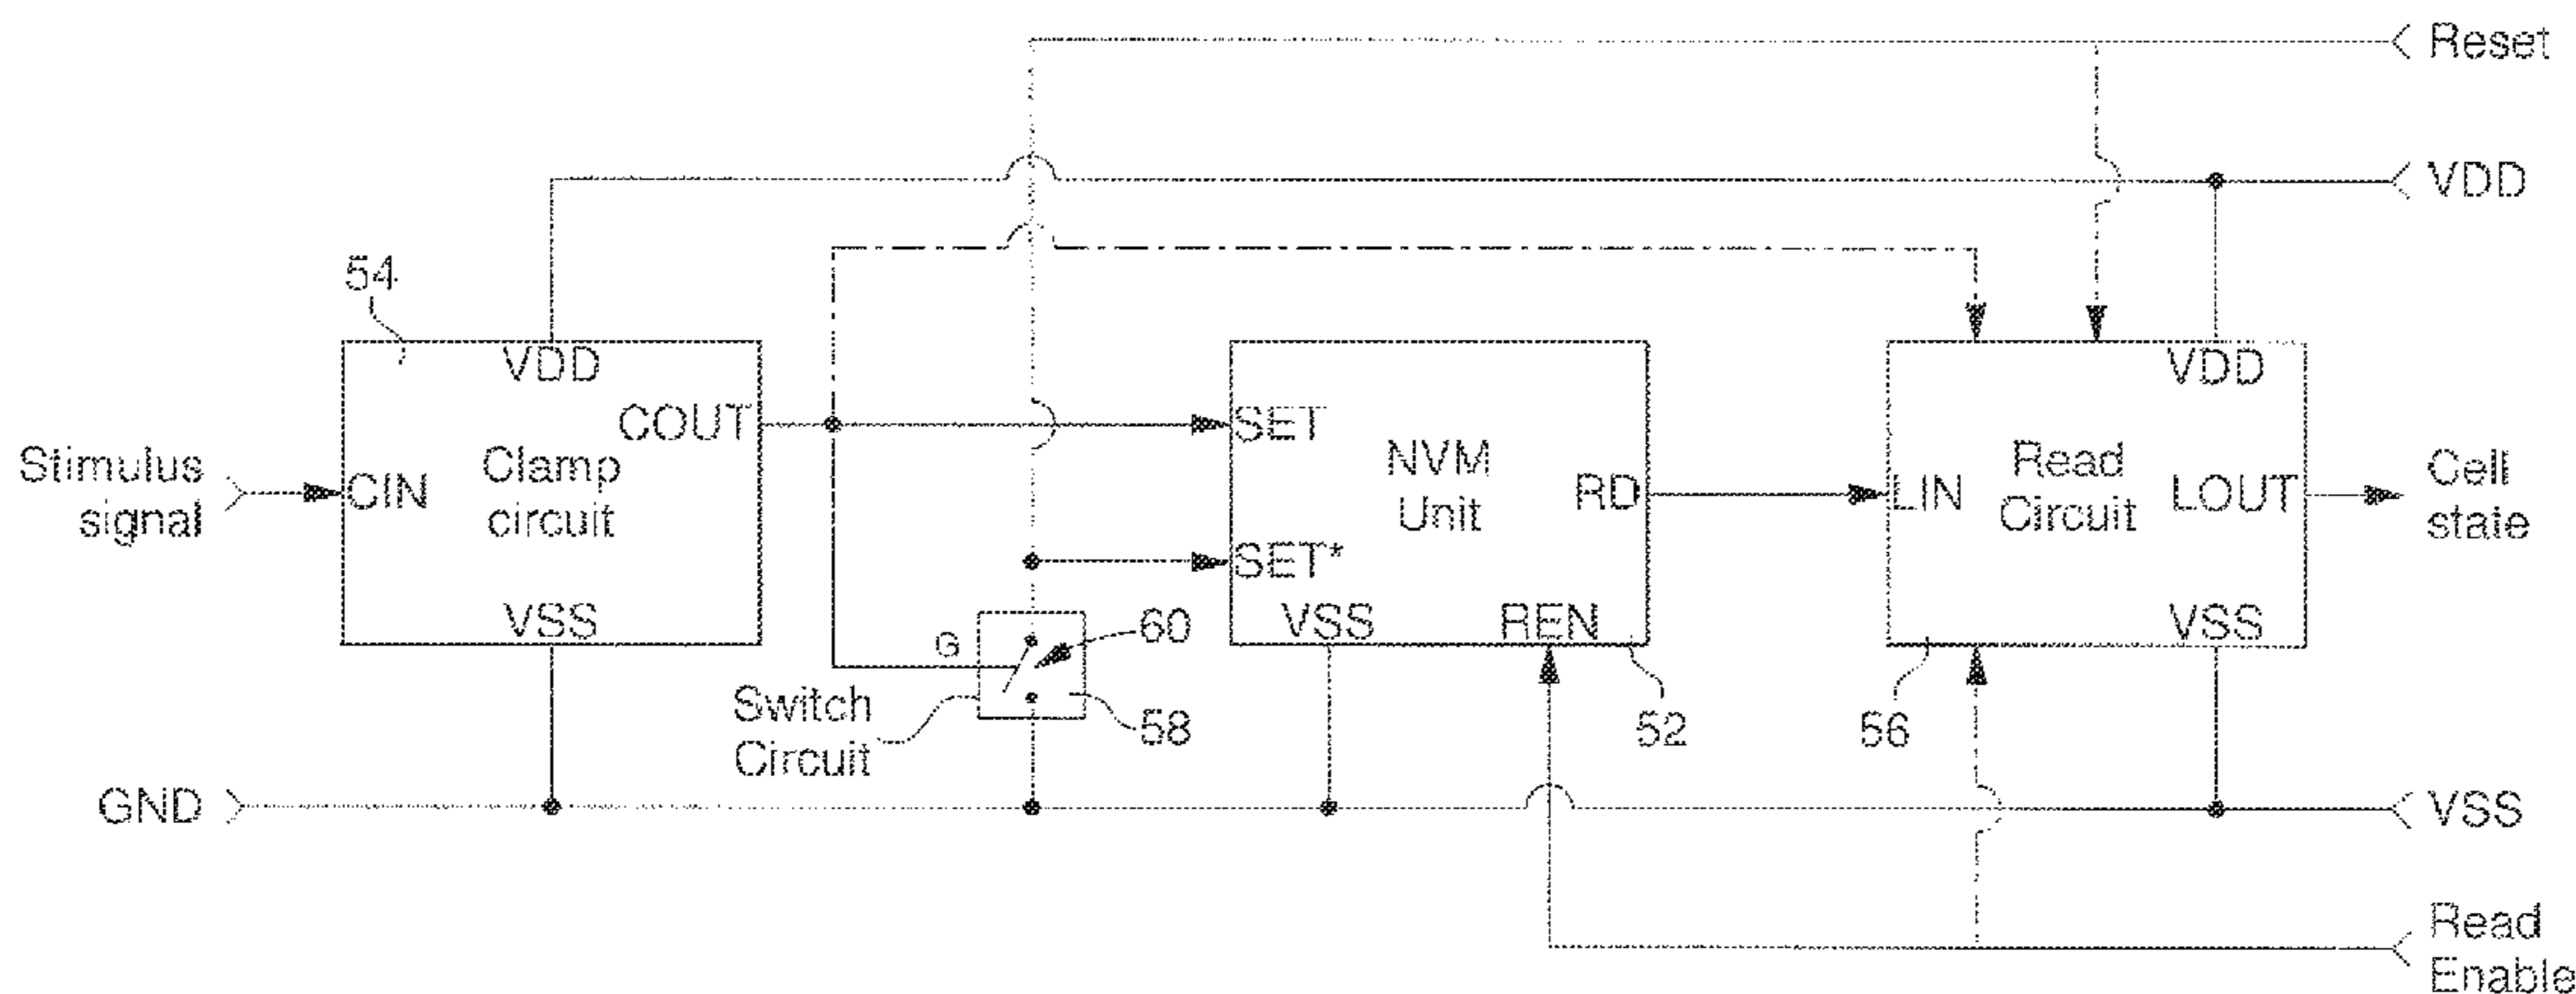 Reset
VDD
54
VDD
VDD
COUT
SET
Stimulus
signal
CIN
Clamp
circuit
NVM
Unit
RD
LIN
Read
Circuit
LOUT
Cell
state
SET*
VSS
G
60
VSS
REN
VSS
Switch
Circuit
58
52
56
GND
VSS
Read
Enable